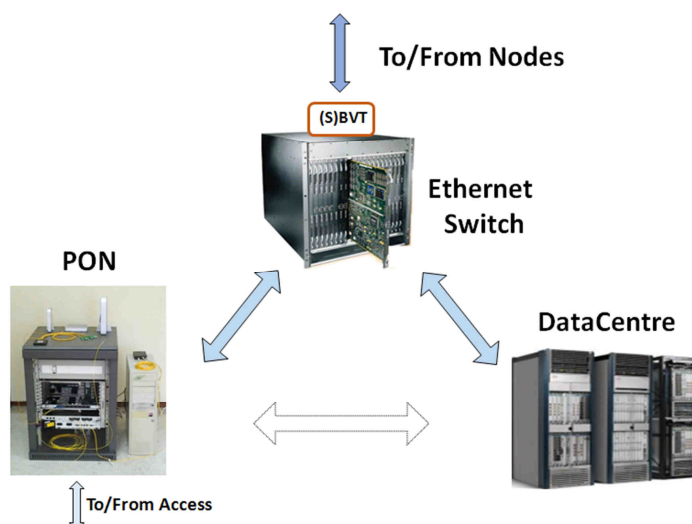 To/From Nodes
(S)BVT
Ethernet
Switch
PON
DataCentre
To/From Access